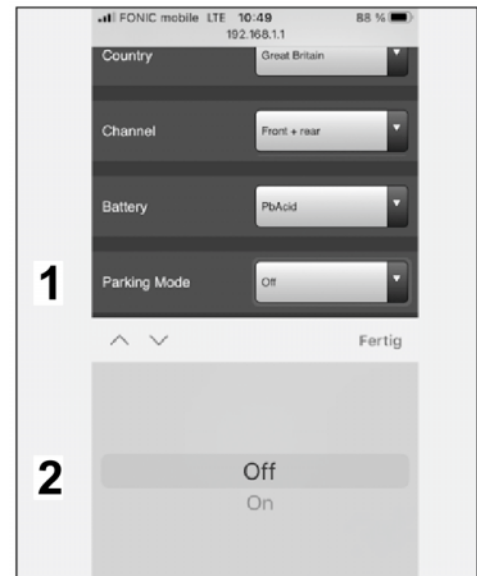 FONIC mobile LTE 10:49 88 %
192.168.1.1
Country Great Britain
Channel Front + rear
Battery PbAcid
1 Parking Mode Off
Fertig
2 Off
On